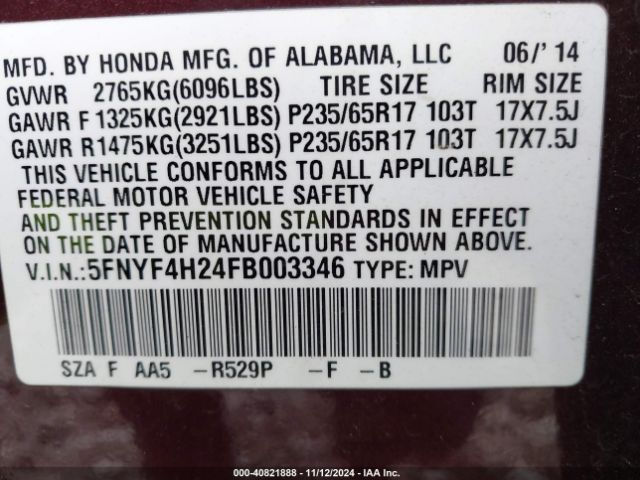 MFD. BY HONDA MFG. OF ALABAMA, LLC 06/' 14
GVWR 2765KG(6096LBS) TIRE SIZE RIM SIZE
GAWR F 1325KG(2921LBS) P235/65R17 103T 17X7.5J
GAWR R1475KG(3251LBS) P235/65R17 103T 17X7.5J
THIS VEHICLE CONFORMS TO ALL APPLICABLE
FEDERAL MOTOR VEHICLE SAFETY
AND THEFT PREVENTION STANDARDS IN EFFECT
ON THE DATE OF MANUFACTURE SHOWN ABOVE.
V.I.N.:5FNYF4H24FB003346 TYPE: MPV
SZA F AA5 –R529P –F –B
000-40821888 - 11/12/2024 - IAA Inc.